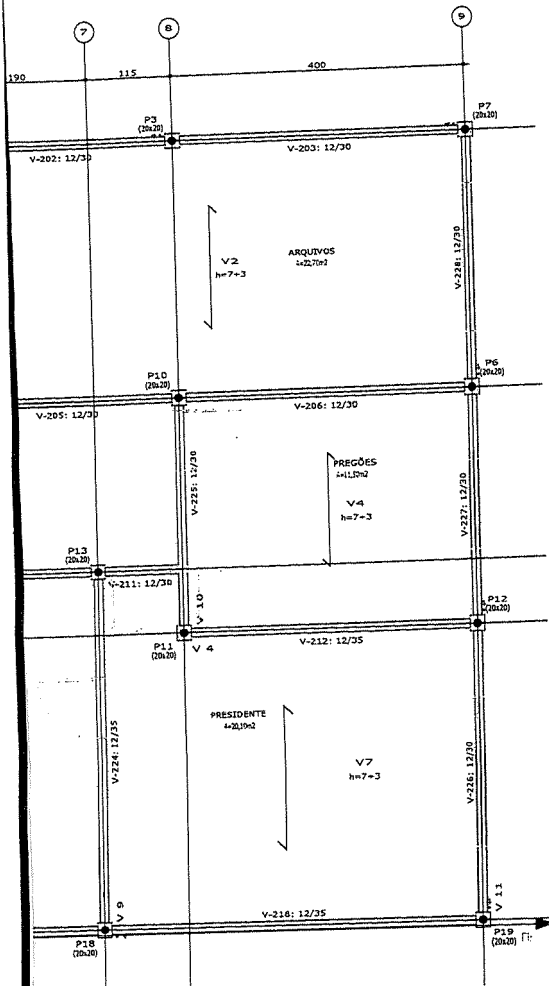 7
8
9
190
115
400
P3
(20x20)
P7
(20x20)
V-202: 12/30
V-203: 12/30
V2
h=7+3
ARQUIVOS
V-228: 12/30
P10
(20x20)
P6
(20x20)
V-205: 12/30
V-206: 12/30
V-225: 12/30
PREGÕES
V4
h=7+3
V-227: 12/30
P13
(20x20)
V-211: 12/30
V 10
P12
(20x20)
P11
(20x20)
V 4
V-212: 12/35
PRESIDENTE
V-224: 12/35
V7
h=7+3
V-226: 12/30
V 9
V 11
V-218: 12/35
P18
(20x20)
P19
(20x20)